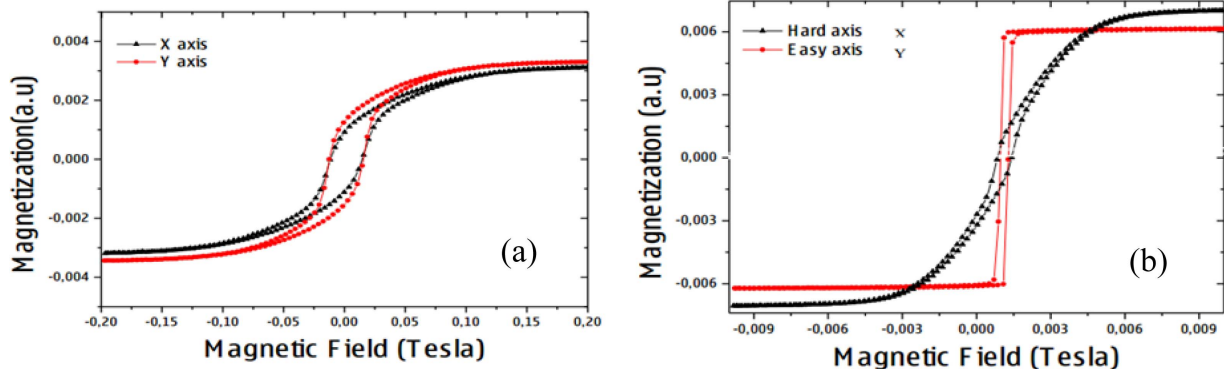 0,004
0,002
0,000
-0,002
-0,004
Magnetization(a.u)
X axis
Y axis
(a)
-0,20 -0,15 -0,10 -0,05 0,00 0,05 0,10 0,15 0,20
Magnetic Field (Tesla)
0,006
0,003
0,000
-0,003
-0,006
Magnetization (a.u)
Hard axis X
Easy axis Y
(b)
-0,009 -0,006 -0,003 0,000 0,003 0,006 0,009
Magnetic Field (Tesla)